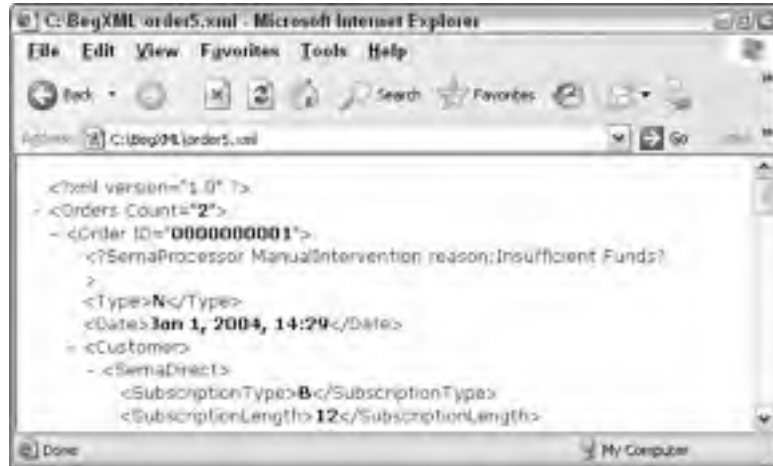 C:\BegXML\order5.xml - Microsoft Internet Explorer
File Edit View Favorites Tools Help
Back Search Favorites
Address C:\BegXML\order5.xml Go
<?xml version="1.0" ?>
- <Orders Count="2">
- <Order ID="0000000001">
<?SernaProcessor ManualIntervention reason:Insufficient Funds?
>
<Type>N</Type>
<Date>Jan 1, 2004, 14:29</Date>
- <Customer>
- <SernaDirect>
<SubscriptionType>B</SubscriptionType>
<SubscriptionLength>12</SubscriptionLength>
Done My Computer